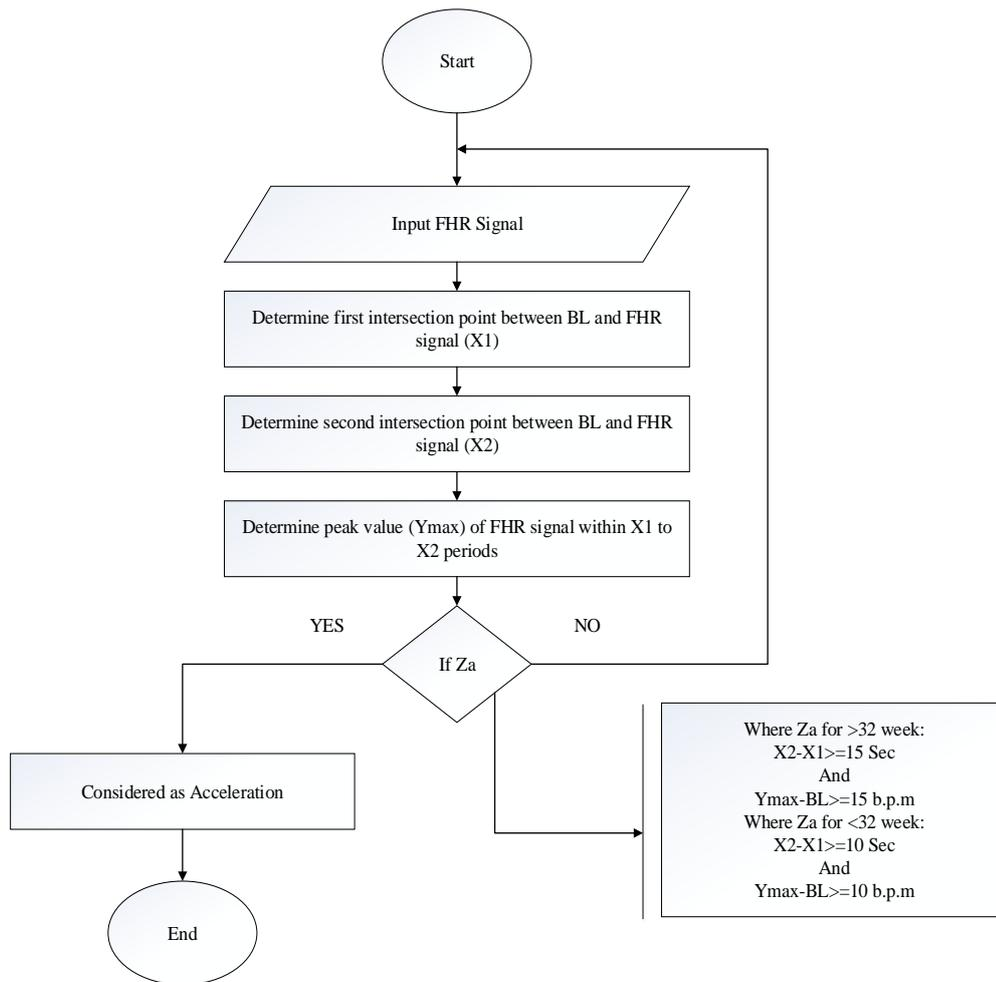 Start
Input FHR Signal
Determine first intersection point between BL and FHR
signal (X1)
Determine second intersection point between BL and FHR
signal (X2)
Determine peak value (Ymax) of FHR signal within X1 to
X2 periods
YES
NO
If Za
Where Za for >32 week:
X2-X1>=15 Sec
And
Ymax-BL>=15 b.p.m
Where Za for <32 week:
X2-X1>=10 Sec
And
Ymax-BL>=10 b.p.m
Considered as Acceleration
End